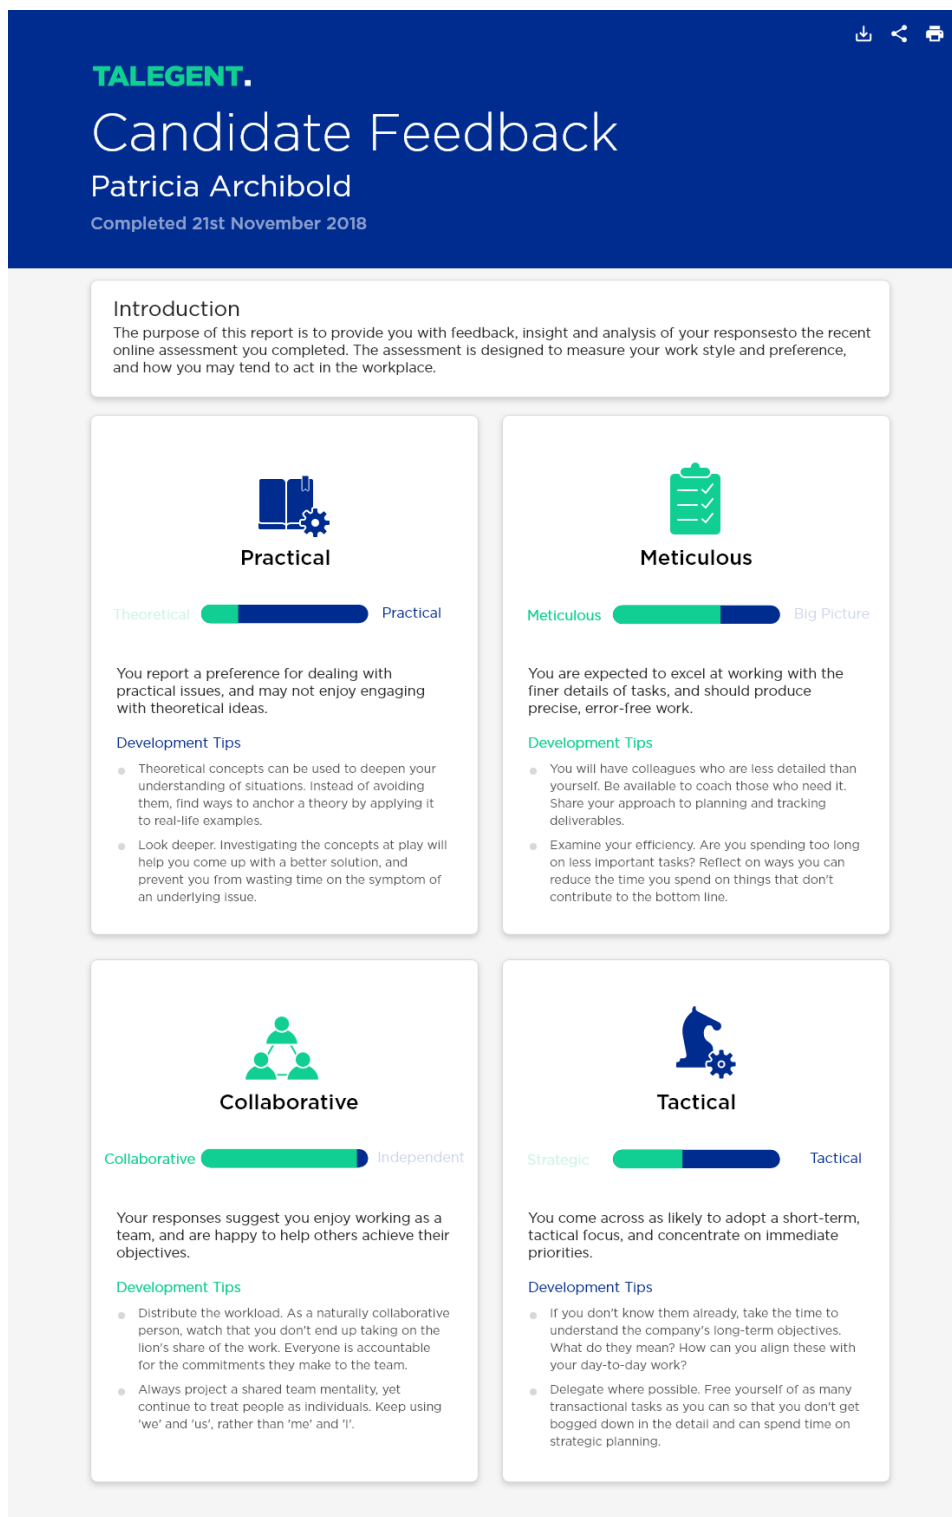 TALEGENT.
Candidate Feedback
Patricia Archibold
Completed 21st November 2018
Introduction
The purpose of this report is to provide you with feedback, insight and analysis of your responsesto the recent
online assessment you completed. The assessment is designed to measure your work style and preference,
and how you may tend to act in the workplace.
Practical
Theoretical
Practical
You report a preference for dealing with
practical issues, and may not enjoy engaging
with theoretical ideas.
Development Tips
Theoretical concepts can be used to deepen your
understanding of situations. Instead of avoiding
them, find ways to anchor a theory by applying it
to real-life examples.
Look deeper. Investigating the concepts at play will
help you come up with a better solution, and
prevent you from wasting time on the symptom of
an underlying issue.
Meticulous
Meticulous
Big Picture
You are expected to excel at working with the
finer details of tasks, and should produce
precise, error-free work.
Development Tips
You will have colleagues who are less detailed than
yourself. Be available to coach those who need it.
Share your approach to planning and tracking
deliverables.
Examine your efficiency. Are you spending too long
on less important tasks? Reflect on ways you can
reduce the time you spend on things that don't
contribute to the bottom line.
Collaborative
Collaborative
Independent
Your responses suggest you enjoy working as a
team, and are happy to help others achieve their
objectives.
Development Tips
Distribute the workload. As a naturally collaborative
person, watch that you don't end up taking on the
lion's share of the work. Everyone is accountable
for the commitments they make to the team.
Always project a shared team mentality, yet
continue to treat people as individuals. Keep using
'we' and 'us', rather than 'me' and 'I'.
Tactical
Strategic
Tactical
You come across as likely to adopt a short-term,
tactical focus, and concentrate on immediate
priorities.
Development Tips
If you don't know them already, take the time to
understand the company's long-term objectives.
What do they mean? How can you align these with
your day-to-day work?
Delegate where possible. Free yourself of as many
transactional tasks as you can so that you don't get
bogged down in the detail and can spend time on
strategic planning.